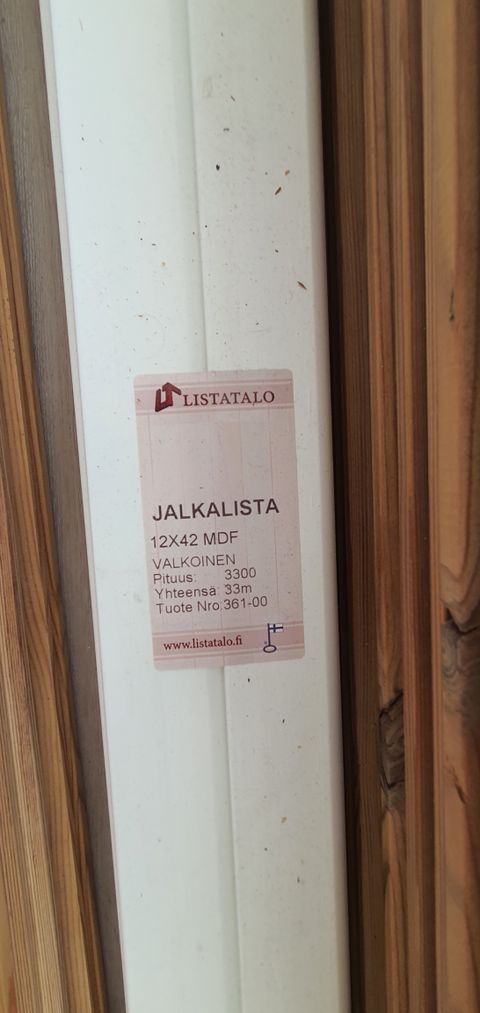 LISTATALO
JALKALISTA
12X42 MDF
VALKOINEN
Pituus: 3300
Yhteensä: 33m
Tuote Nro:361-00
www.listatalo.fi